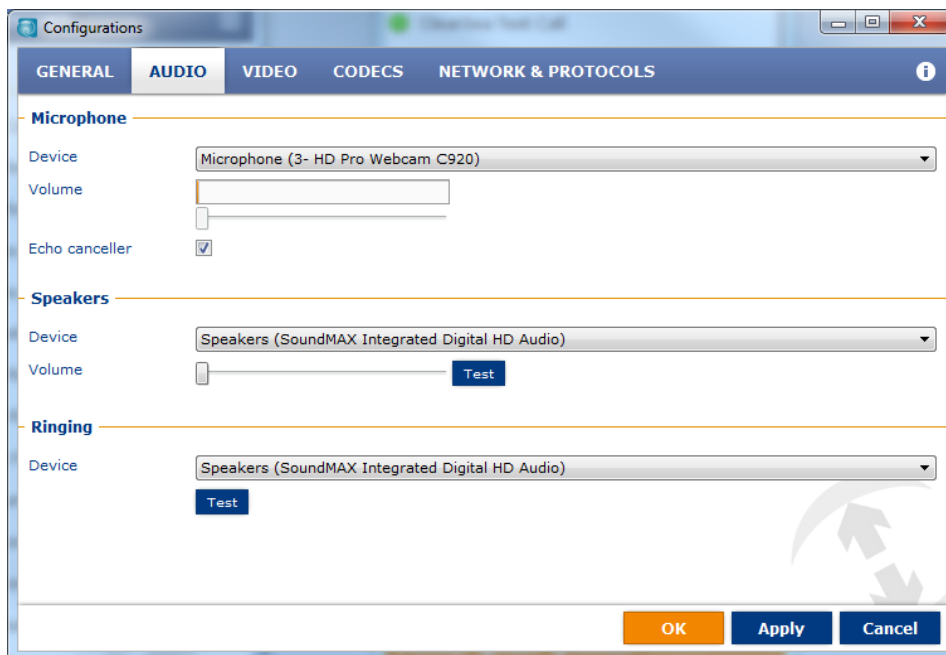 Configurations
GENERAL AUDIO VIDEO CODECS NETWORK & PROTOCOLS
Microphone
Device Microphone (3- HD Pro Webcam C920)
Volume
Echo canceller
Speakers
Device Speakers (SoundMAX Integrated Digital HD Audio)
Volume Test
Ringing
Device Speakers (SoundMAX Integrated Digital HD Audio)
Test
OK Apply Cancel